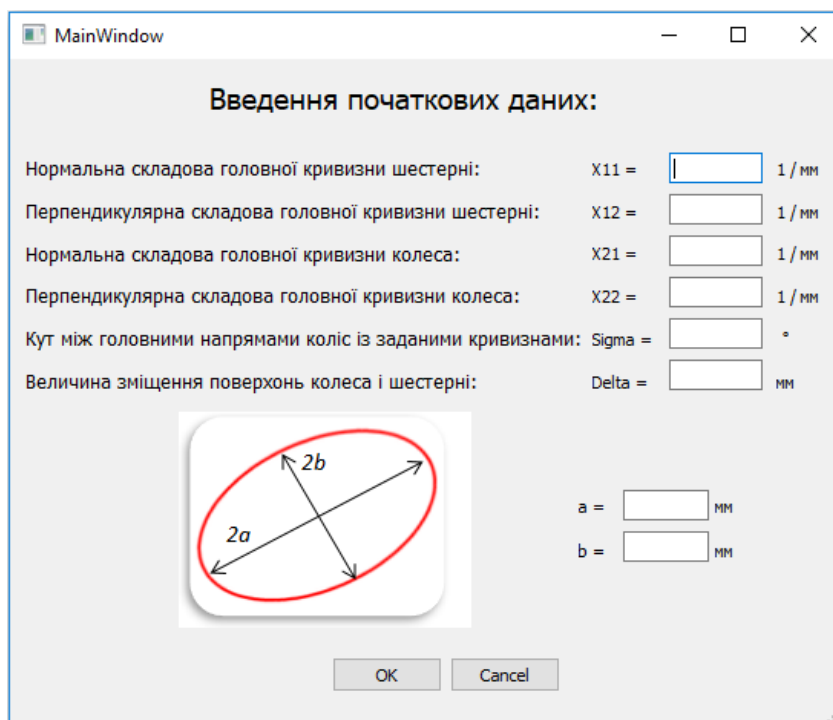 MainWindow
Введення початкових даних:
Нормальна складова головної кривизни шестерні: X11 = 1 / мм
Перпендикулярна складова головної кривизни шестерні: X12 = 1 / мм
Нормальна складова головної кривизни колеса: X21 = 1 / мм
Перпендикулярна складова головної кривизни колеса: X22 = 1 / мм
Кут між головними напрямами коліс із заданими кривизнами: Sigma = °
Величина зміщення поверхонь колеса і шестерні: Delta = мм
2b
2a
a = мм
b = мм
OK Cancel